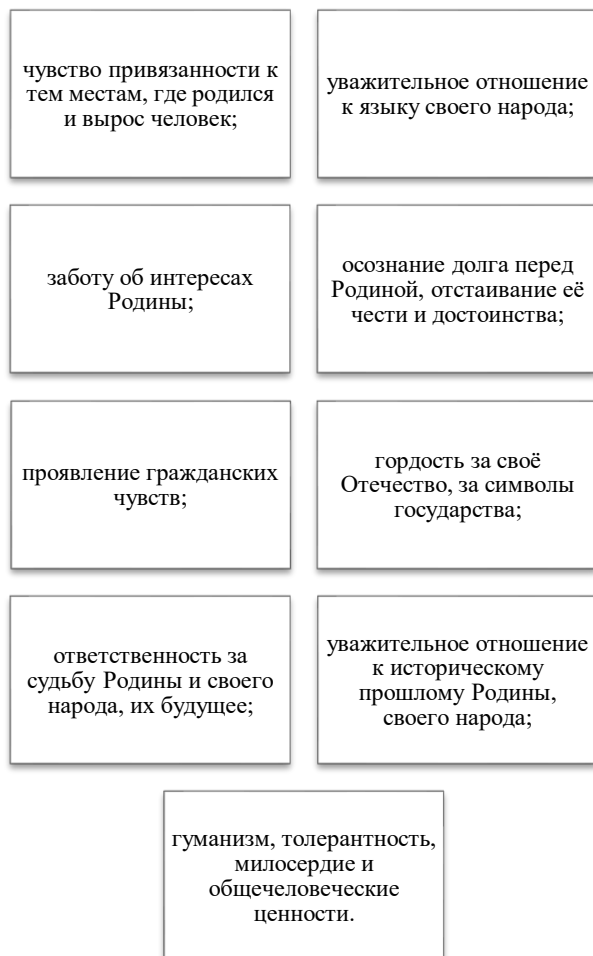 чувство привязанности к
тем местам, где родился
и вырос человек;
уважительное отношение
к языку своего народа;
заботу об интересах
Родины;
осознание долга перед
Родиной, отстаивание её
чести и достоинства;
проявление гражданских
чувств;
гордость за своё
Отечество, за символы
государства;
ответственность за
судьбу Родины и своего
народа, их будущее;
уважительное отношение
к историческому
прошлому Родины,
своего народа;
гуманизм, толерантность,
милосердие и
общечеловеческие
ценности.